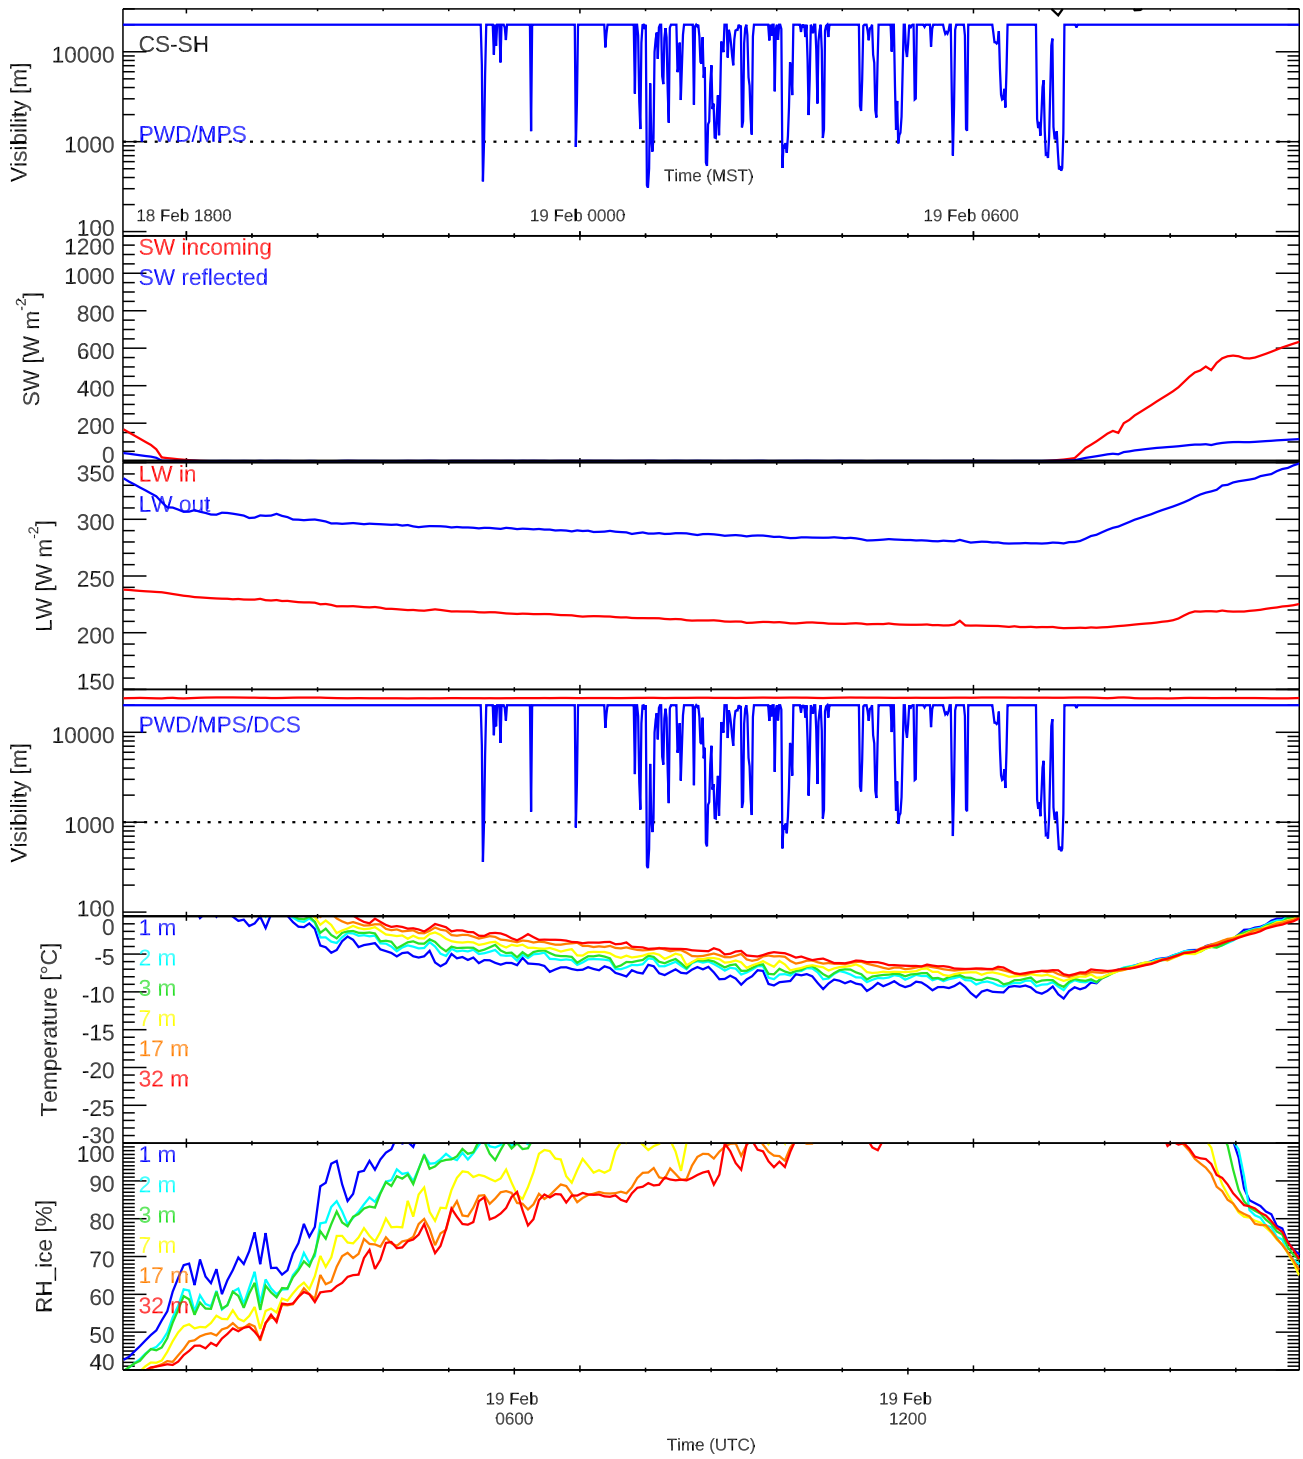 CS-SH
10000
1000
100
Visibility [m]
PWD/MPS
Time (MST)
18 Feb 1800
19 Feb 0000
19 Feb 0600
1200
1000
800
600
400
200
0
SW [W m-2]
SW incoming
SW reflected
350
300
250
200
150
LW [W m-2]
LW in
LW out
10000
1000
100
Visibility [m]
PWD/MPS/DCS
0
-5
-10
-15
-20
-25
-30
Temperature [°C]
1 m
2 m
3 m
7 m
17 m
32 m
100
90
80
70
60
50
40
RH_ice [%]
1 m
2 m
3 m
7 m
17 m
32 m
19 Feb
0600
19 Feb
1200
Time (UTC)